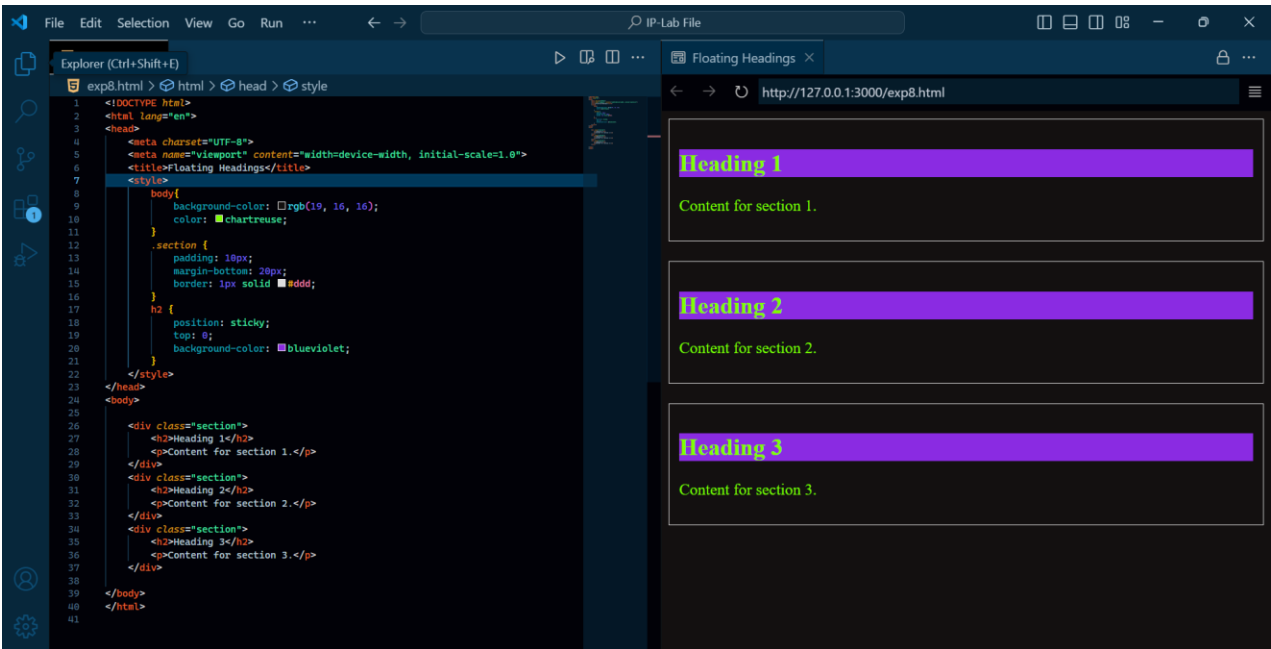 File Edit Selection View Go Run ··· IP-Lab File
Explorer (Ctrl+Shift+E)
exp8.html > html > head > style
1 <!DOCTYPE html>
2 <html lang="en">
3 <head>
4 <meta charset="UTF-8">
5 <meta name="viewport" content="width=device-width, initial-scale=1.0">
6 <title>Floating Headings</title>
7 <style>
8 body{
9 background-color: rgb(19, 16, 16);
10 color: chartreuse;
11 }
12 .section {
13 padding: 10px;
14 margin-bottom: 20px;
15 border: 1px solid #ddd;
16 }
17 h2 {
18 position: sticky;
19 top: 0;
20 background-color: blueviolet;
21 }
22 </style>
23 </head>
24 <body>
25
26 <div class="section">
27 <h2>Heading 1</h2>
28 <p>Content for section 1.</p>
29 </div>
30 <div class="section">
31 <h2>Heading 2</h2>
32 <p>Content for section 2.</p>
33 </div>
34 <div class="section">
35 <h2>Heading 3</h2>
36 <p>Content for section 3.</p>
37 </div>
38
39 </body>
40 </html>
41
1
Floating Headings
http://127.0.0.1:3000/exp8.html
Heading 1
Content for section 1.
Heading 2
Content for section 2.
Heading 3
Content for section 3.